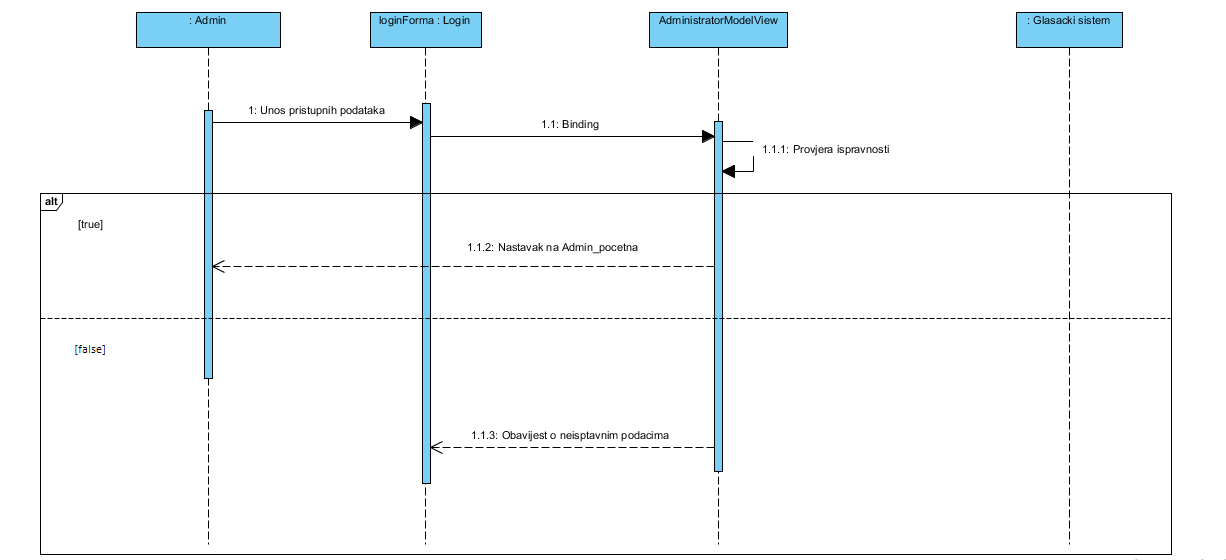 : Admin
loginForma : Login
AdministratorModelView
: Glasacki sistem
1: Unos pristupnih podataka
1.1: Binding
1.1.1: Provjera ispravnosti
alt
[true]
1.1.2: Nastavak na Admin_pocetna
[false]
1.1.3: Obavijest o neisptavnim podacima